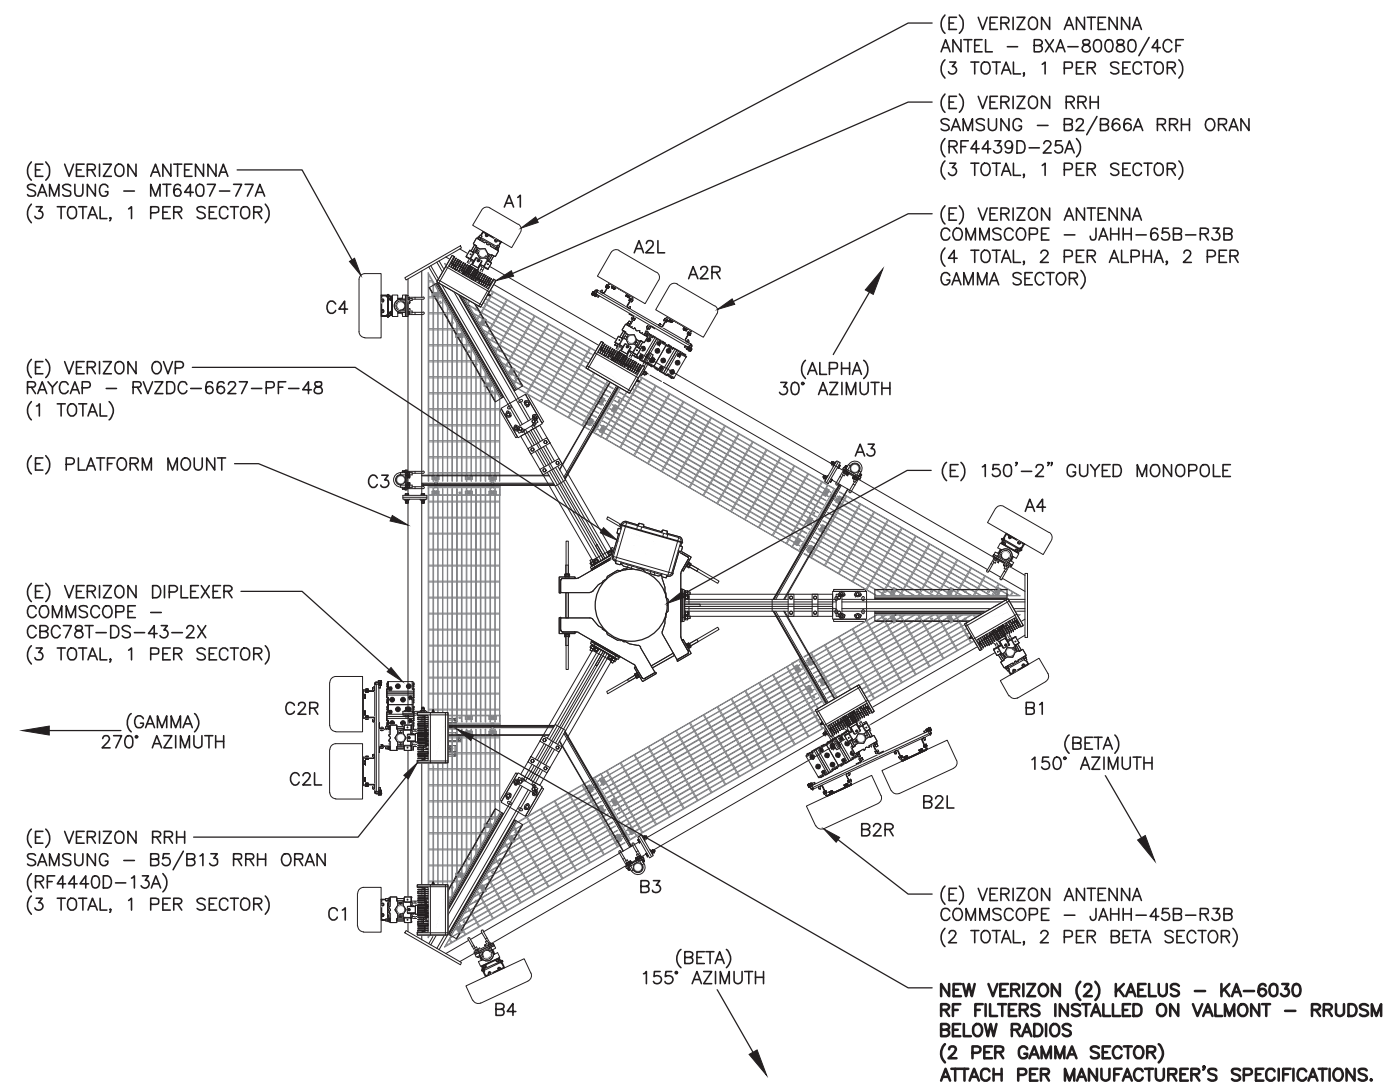 (E) VERIZON ANTENNA
ANTEL – BXA–80080/4CF
(3 TOTAL, 1 PER SECTOR)
(E) VERIZON RRH
SAMSUNG – B2/B66A RRH ORAN
(RF4439D–25A)
(3 TOTAL, 1 PER SECTOR)
(E) VERIZON ANTENNA
SAMSUNG – MT6407–77A
(3 TOTAL, 1 PER SECTOR)
A1
(E) VERIZON ANTENNA
COMMSCOPE – JAHH–65B–R3B
(4 TOTAL, 2 PER ALPHA, 2 PER
GAMMA SECTOR)
A2L
A2R
C4
(E) VERIZON OVP
RAYCAP – RVZDC–6627–PF–48
(1 TOTAL)
(ALPHA)
30° AZIMUTH
(E) PLATFORM MOUNT
C3
A3
(E) 150'–2" GUYED MONOPOLE
A4
(E) VERIZON DIPLEXER
COMMSCOPE –
CBC78T–DS–43–2X
(3 TOTAL, 1 PER SECTOR)
C2R
B1
(GAMMA)
270° AZIMUTH
(BETA)
150° AZIMUTH
C2L
B2L
B2R
(E) VERIZON RRH
SAMSUNG – B5/B13 RRH ORAN
(RF4440D–13A)
(3 TOTAL, 1 PER SECTOR)
C1
B3
(E) VERIZON ANTENNA
COMMSCOPE – JAHH–45B–R3B
(2 TOTAL, 2 PER BETA SECTOR)
(BETA)
155° AZIMUTH
B4
NEW VERIZON (2) KAELUS – KA–6030
RF FILTERS INSTALLED ON VALMONT – RRUDSM
BELOW RADIOS
(2 PER GAMMA SECTOR)
ATTACH PER MANUFACTURER'S SPECIFICATIONS.